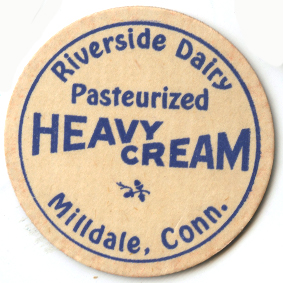 Riverside Dairy
Pasteurized
HEAVY
CREAM
Milldale, Conn.